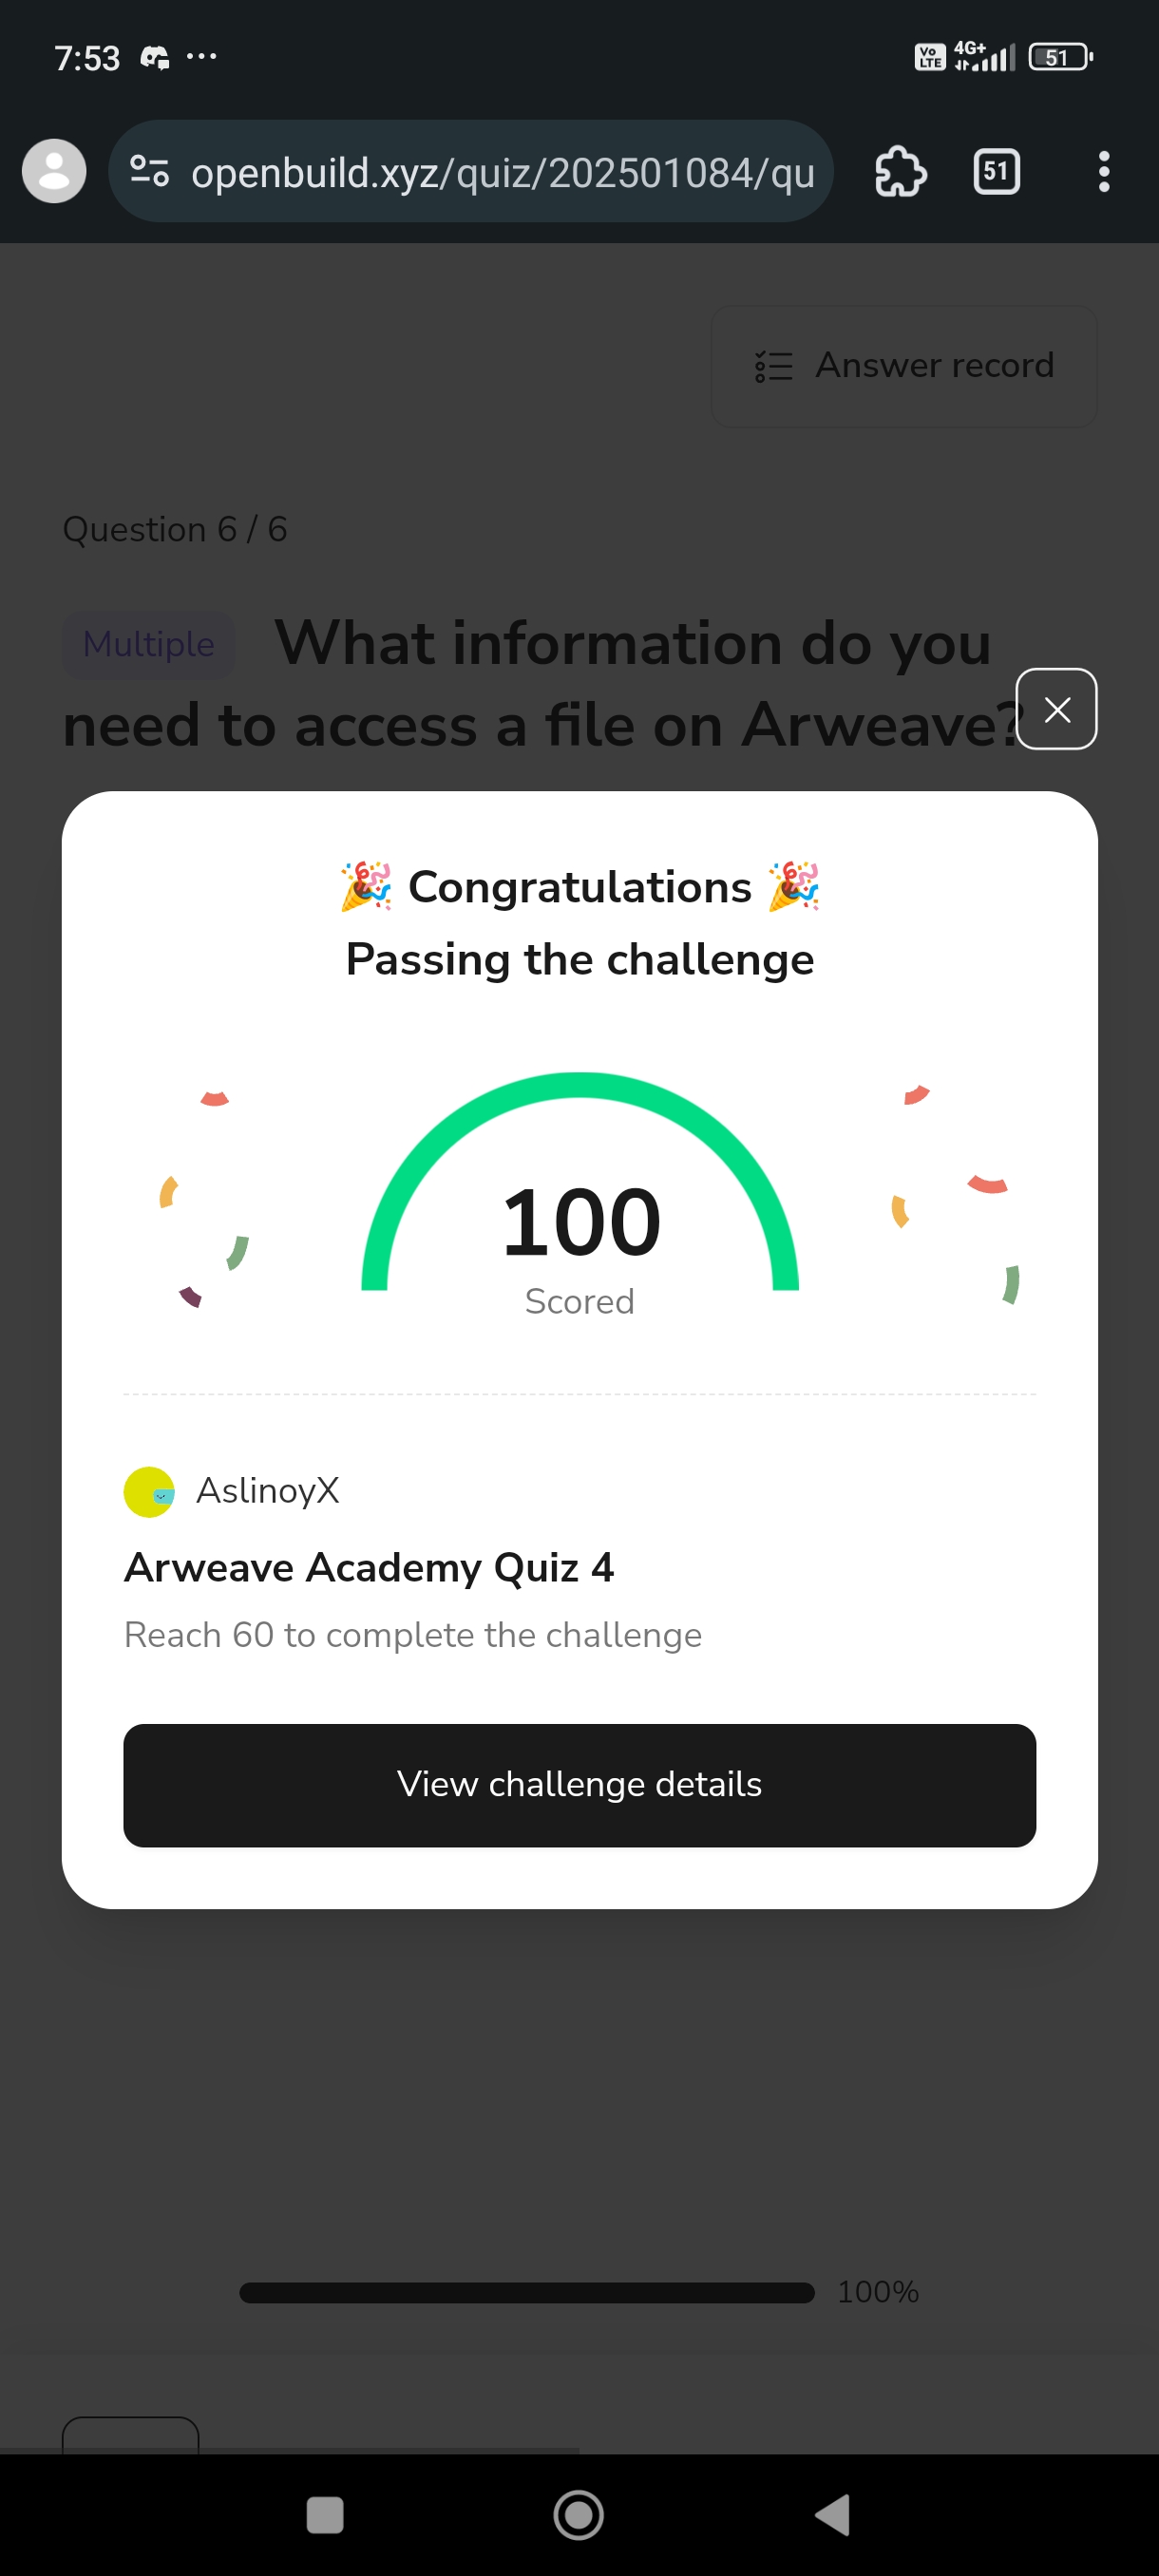 7:53
Vo LTE 4G+ 51
openbuild.xyz/quiz/202501084/qu
51
Answer record
Question 6 / 6
Multiple What information do you
need to access a file on Arweave?
🎉 Congratulations 🎉
Passing the challenge
100
Scored
AslinoyX
Arweave Academy Quiz 4
Reach 60 to complete the challenge
View challenge details
100%